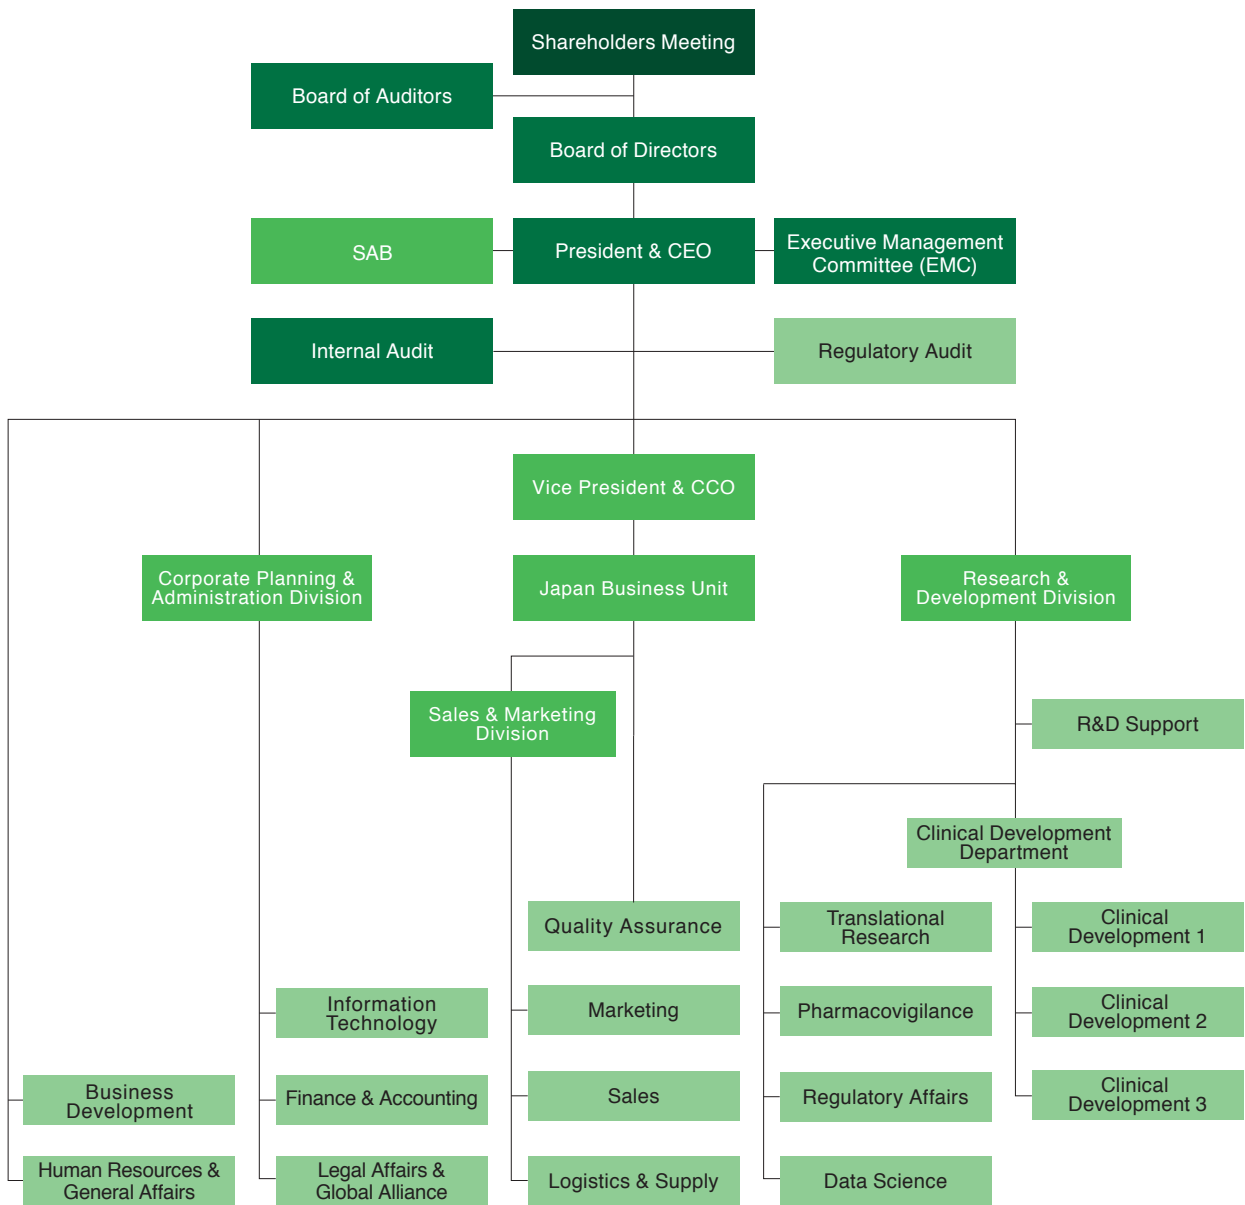 Shareholders Meeting
Board of Auditors
Board of Directors
SAB
President & CEO
Executive Management
Committee (EMC)
Internal Audit
Regulatory Audit
Vice President & CCO
Corporate Planning &
Administration Division
Japan Business Unit
Research &
Development Division
Sales & Marketing
Division
R&D Support
Clinical Development
Department
Quality Assurance
Translational
Research
Clinical
Development 1
Information
Technology
Marketing
Pharmacovigilance
Clinical
Development 2
Business
Development
Finance & Accounting
Sales
Regulatory Affairs
Clinical
Development 3
Human Resources &
General Affairs
Legal Affairs &
Global Alliance
Logistics & Supply
Data Science